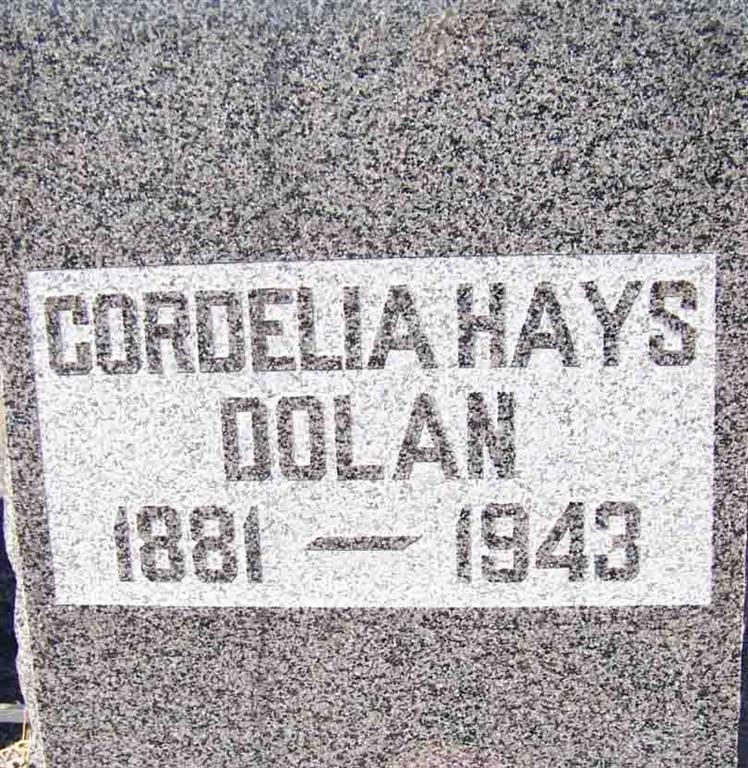 CORDELIA HAYS
DOLAN
1881 — 1943